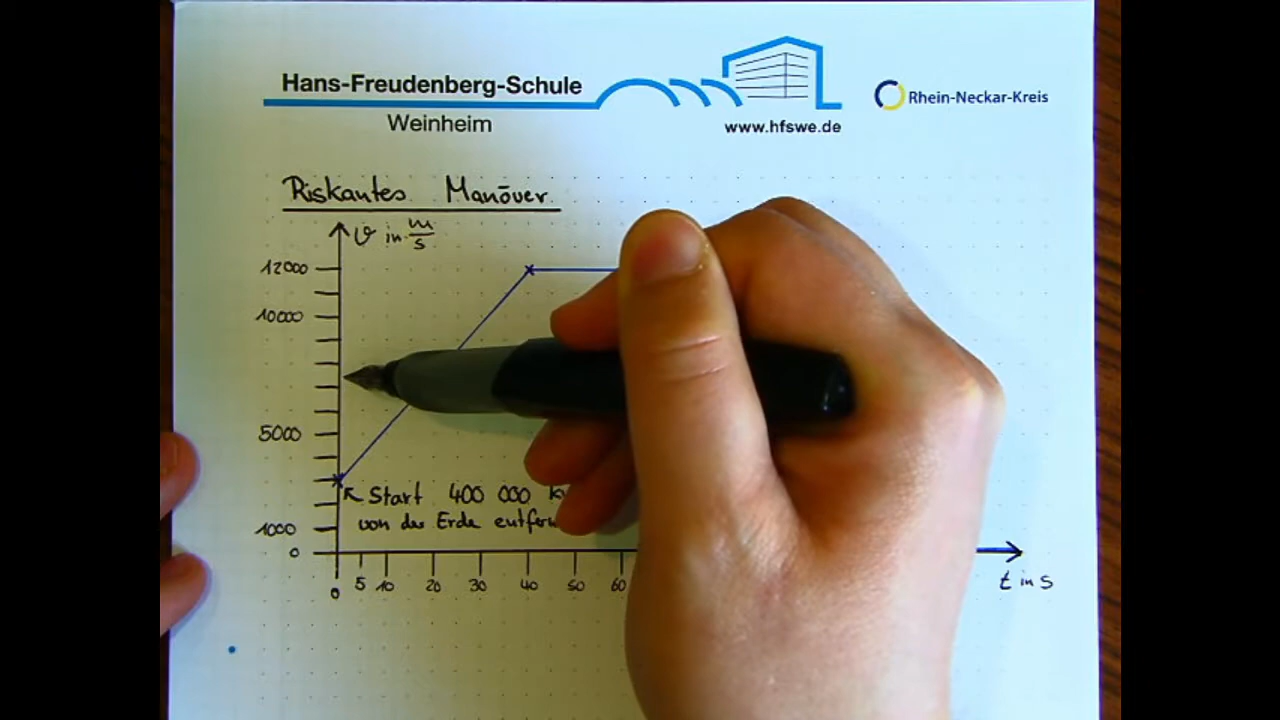 Hans-Freudenberg-Schule
Weinheim
www.hfswe.de
Rhein-Neckar-Kreis
Riskantes Manöver
v in m/s
12000
10000
5000
Start 400 000
von der Erde
1000
0
0 5 10 20 30 40 50 60
t in s